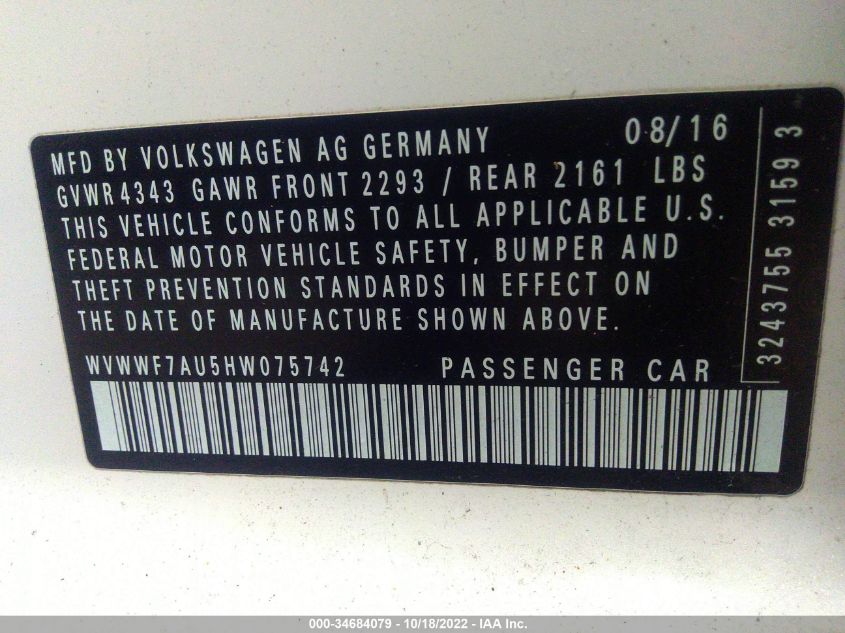 MFD BY VOLKSWAGEN AG GERMANY 08/16
GVWR 4343 GAWR FRONT 2293 / REAR 2161 LBS
THIS VEHICLE CONFORMS TO ALL APPLICABLE U.S.
FEDERAL MOTOR VEHICLE SAFETY, BUMPER AND
THEFT PREVENTION STANDARDS IN EFFECT ON
THE DATE OF MANUFACTURE SHOWN ABOVE.
WVWWF7AU5HW075742 PASSENGER CAR
3243755 3159 3
000-34684079 - 10/18/2022 - IAA Inc.